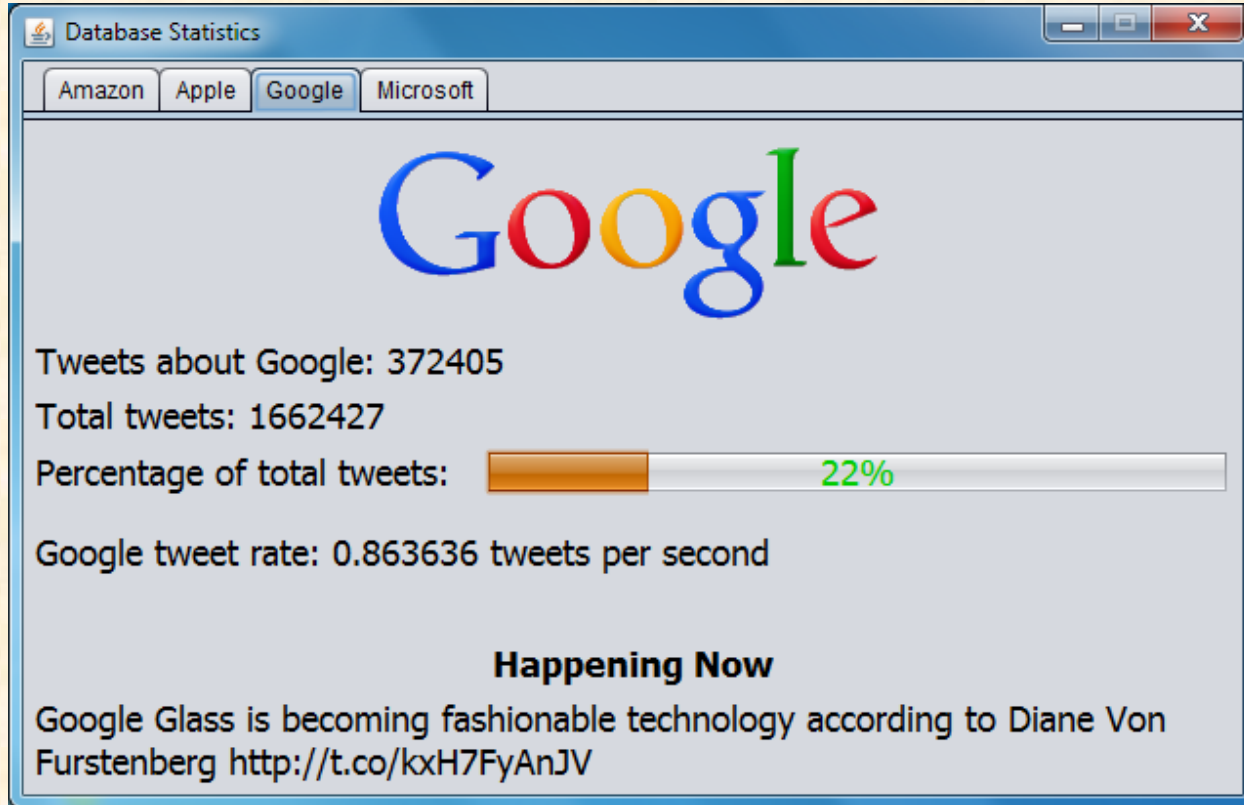 Database Statistics
Amazon Apple Google Microsoft
Google
Tweets about Google: 372405
Total tweets: 1662427
Percentage of total tweets: 22%
Google tweet rate: 0.863636 tweets per second
Happening Now
Google Glass is becoming fashionable technology according to Diane Von
Furstenberg http://t.co/kxH7FyAnJV